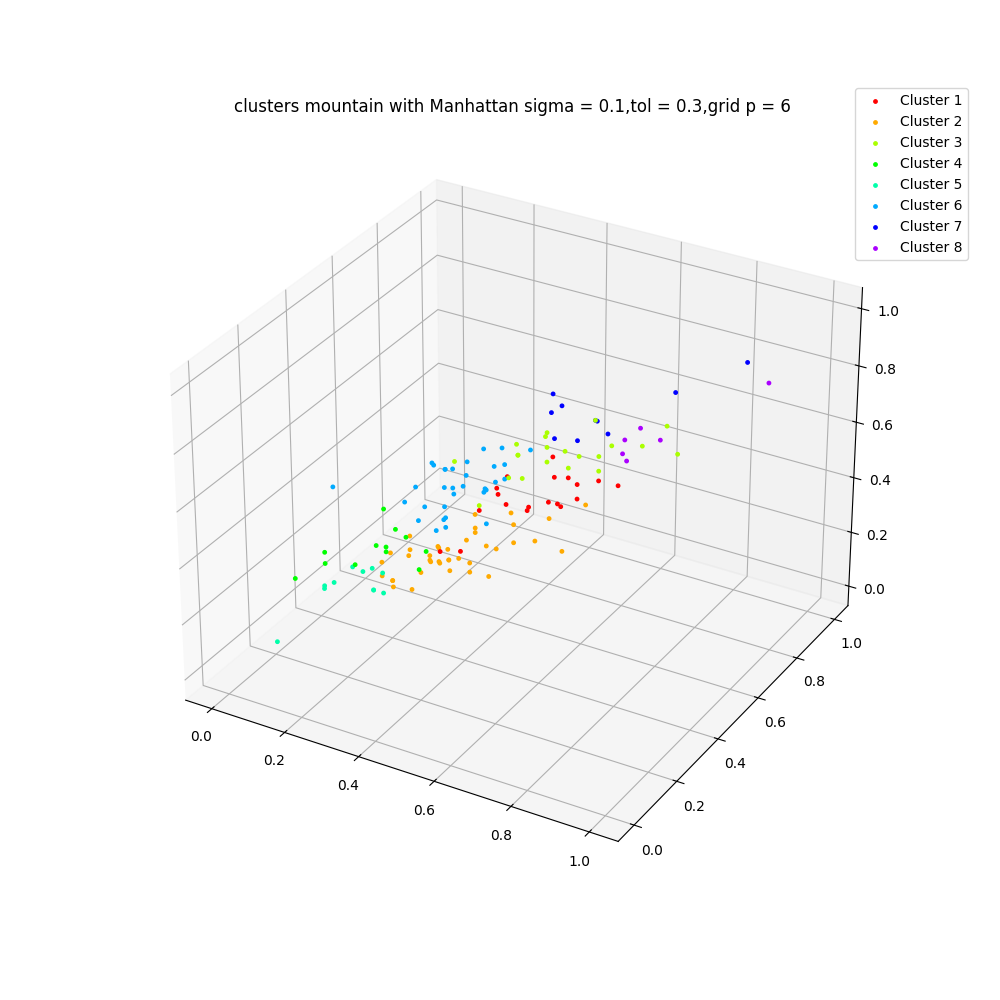 clusters mountain with Manhattan sigma = 0.1,tol = 0.3,grid p = 6
Cluster 1
Cluster 2
Cluster 3
Cluster 4
Cluster 5
Cluster 6
Cluster 7
Cluster 8
1.0
0.8
0.6
0.4
0.2
0.0
1.0
0.8
0.6
0.4
0.2
0.0
0.0
0.2
0.4
0.6
0.8
1.0